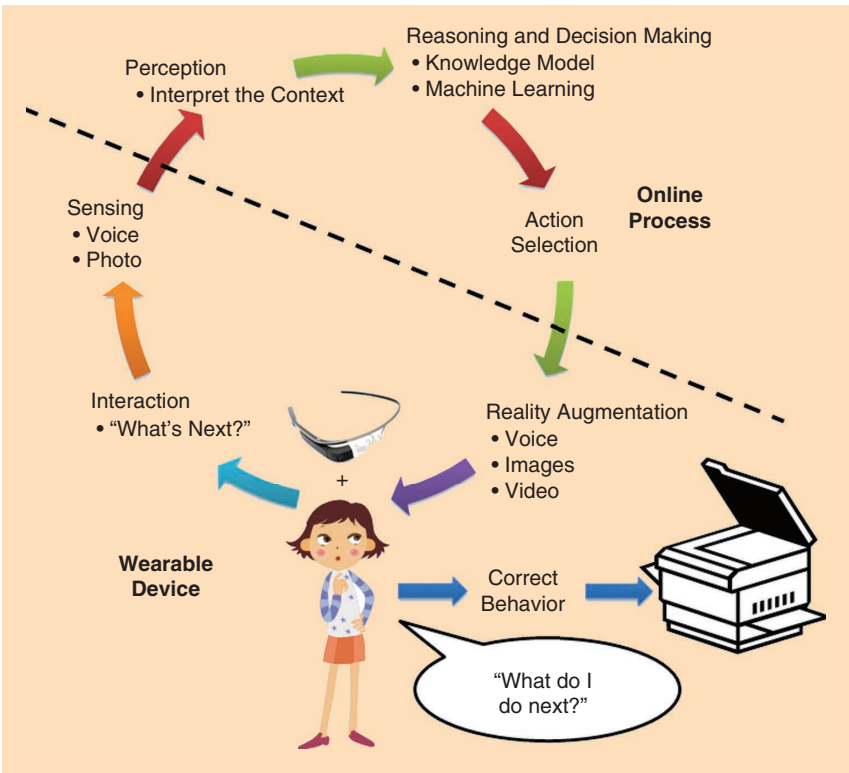 Reasoning and Decision Making
• Knowledge Model
• Machine Learning
Perception
• Interpret the Context
Online
Process
Action
Selection
Sensing
• Voice
• Photo
Interaction
• “What’s Next?”
Reality Augmentation
• Voice
• Images
• Video
+
Wearable
Device
Correct
Behavior
“What do I
do next?”